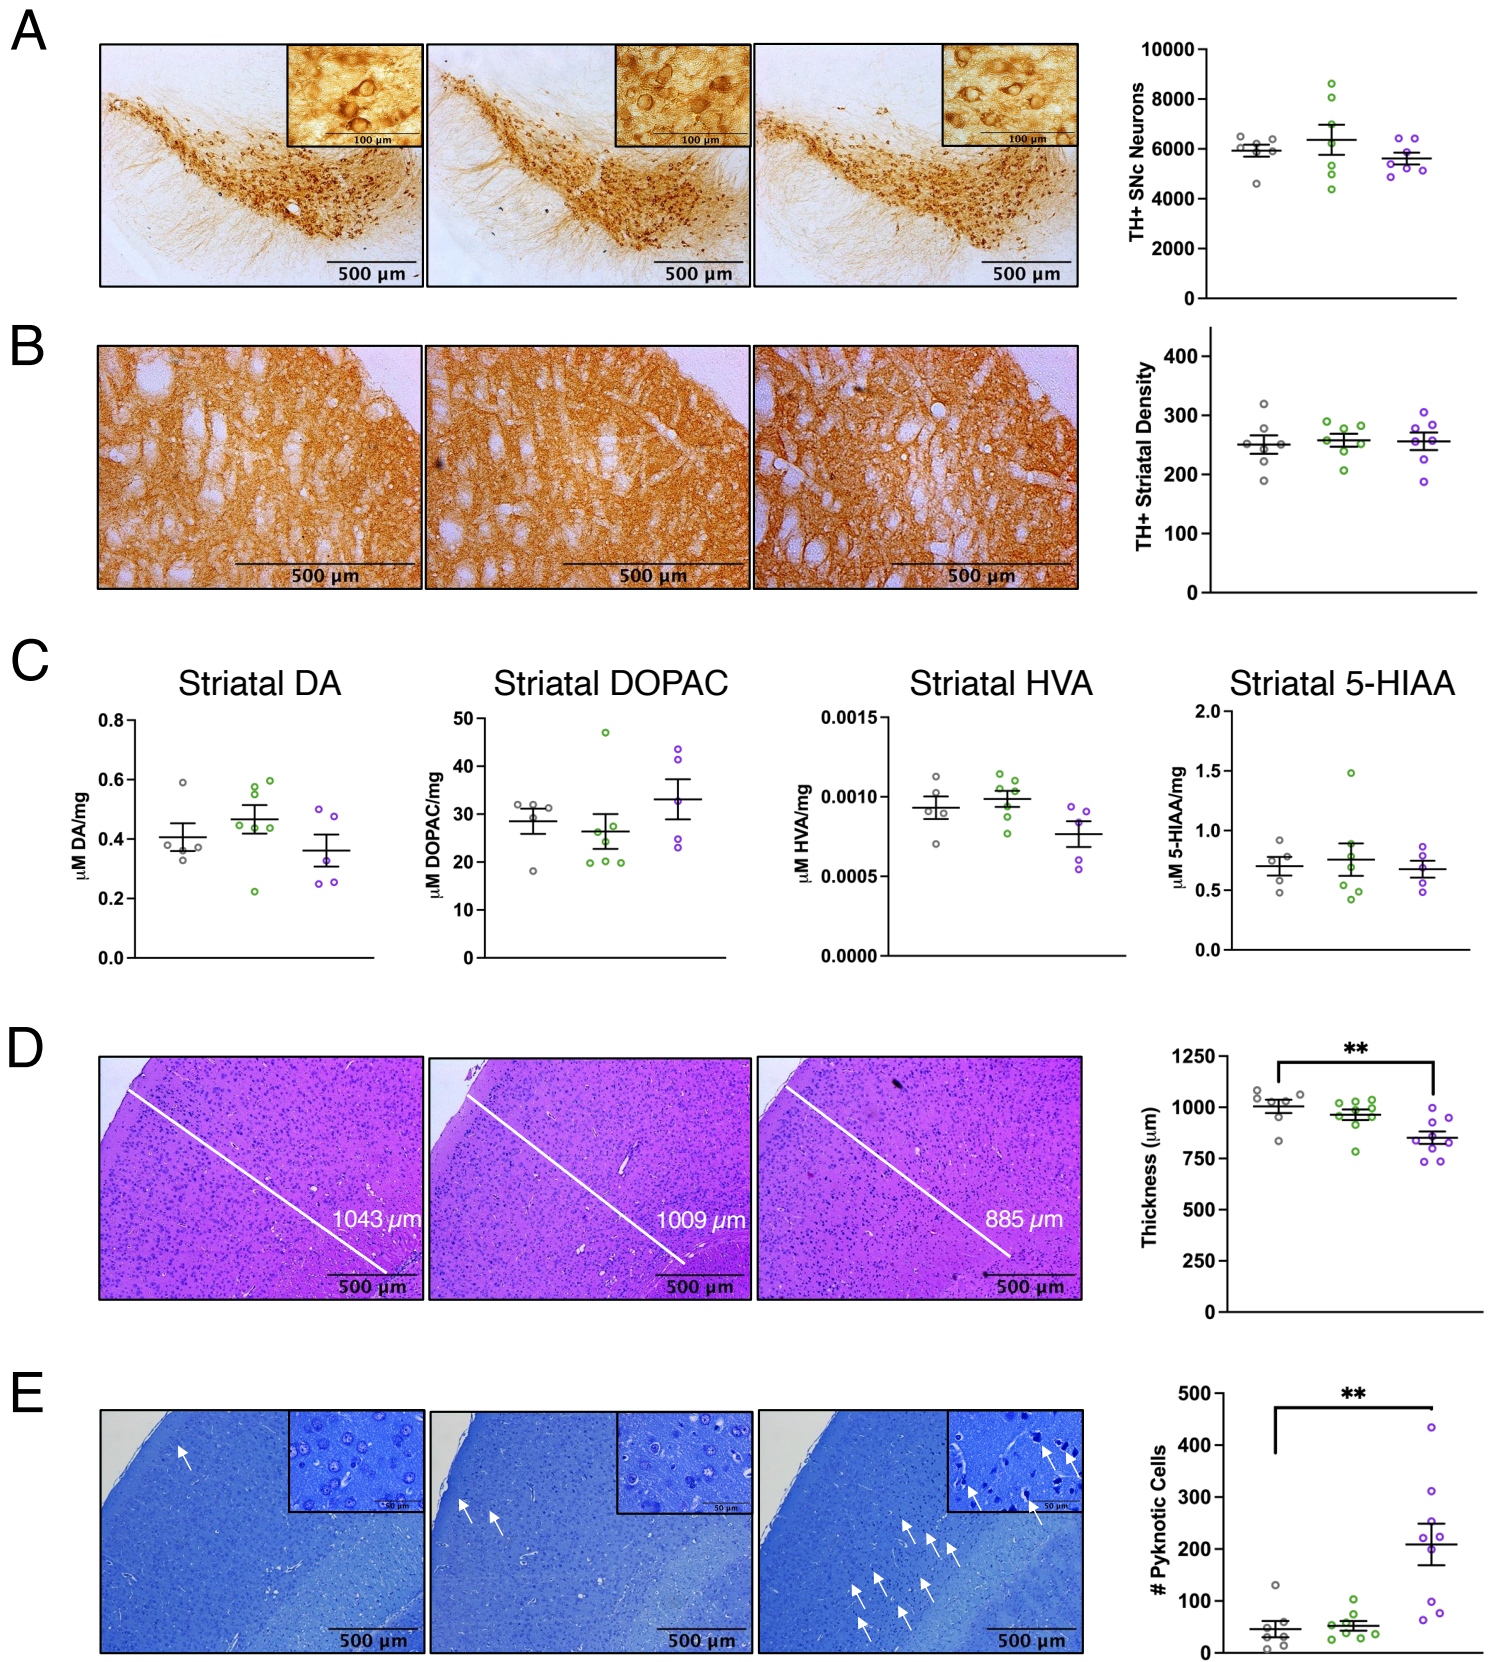 A
100 µm
100 µm
100 µm
500 µm
500 µm
500 µm
TH+ SNc Neurons
10000
8000
6000
4000
2000
0
B
500 µm
500 µm
500 µm
TH+ Striatal Density
400
300
200
100
0
C
Striatal DA
µM DA/mg
0.8
0.6
0.4
0.2
0.0
Striatal DOPAC
µM DOPAC/mg
50
40
30
20
10
0
Striatal HVA
µM HVA/mg
0.0015
0.0010
0.0005
0.0000
Striatal 5-HIAA
µM 5-HIAA/mg
2.0
1.5
1.0
0.5
0.0
D
1043 µm
500 µm
1009 µm
500 µm
885 µm
500 µm
Thickness (µm)
1250
1000
750
500
250
0
**
E
50 µm
50 µm
50 µm
500 µm
500 µm
500 µm
# Pyknotic Cells
500
400
300
200
100
0
**